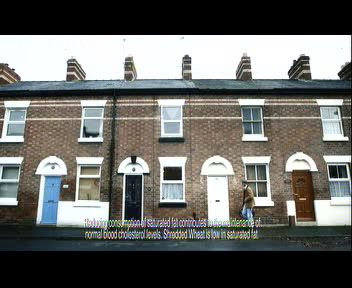 *Reducing consumption of saturated fat contributes to the maintenance of
normal blood cholesterol levels. Shredded Wheat is low in saturated fat